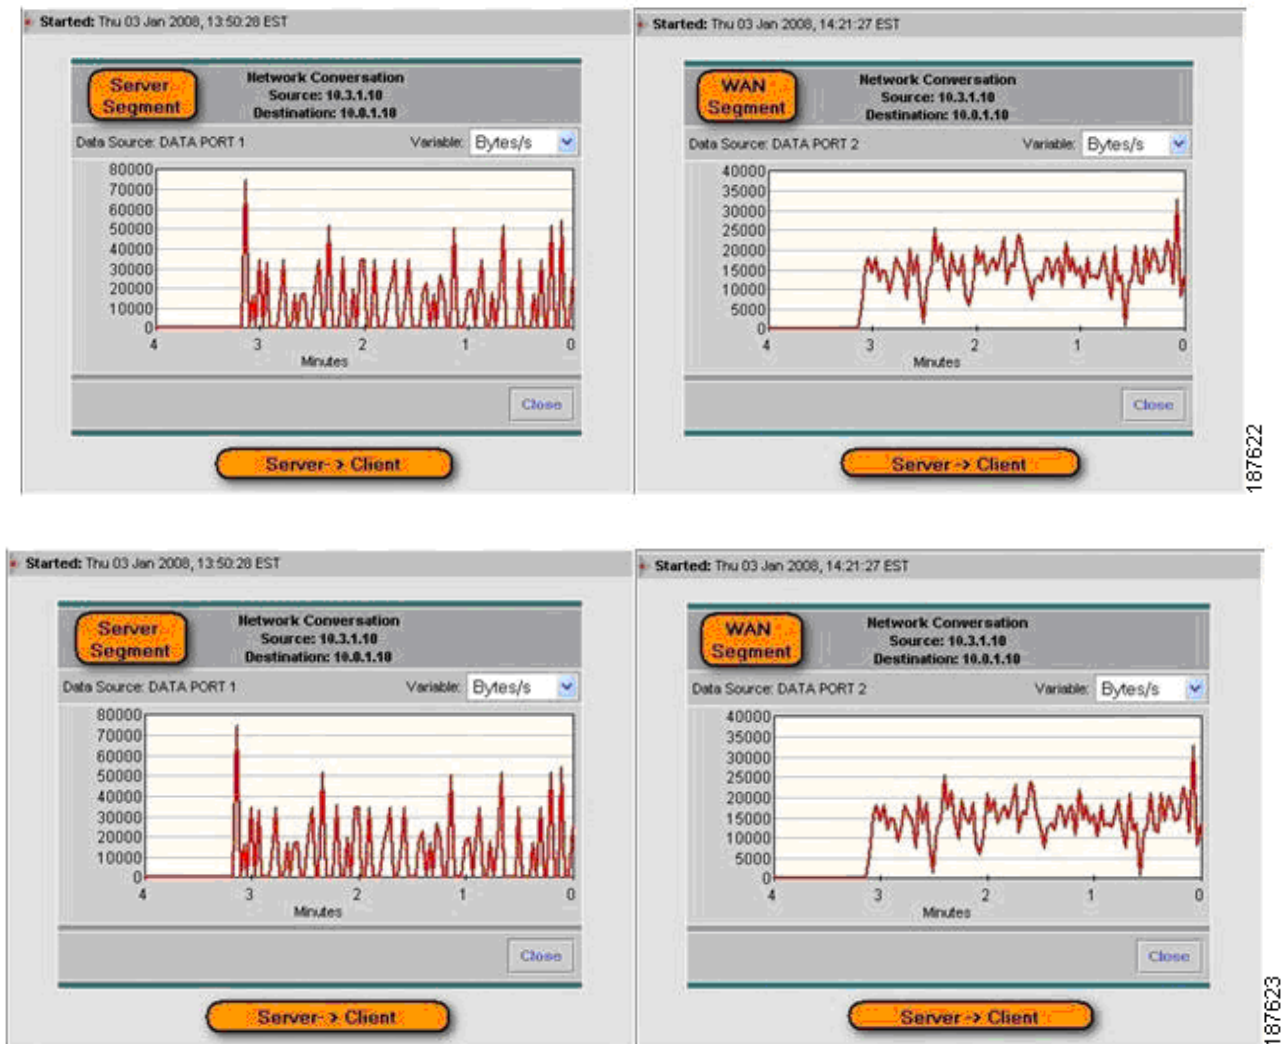 Started: Thu 03 Jan 2008, 13:50:28 EST
Server
Segment
Network Conversation
Source: 10.3.1.10
Destination: 10.0.1.10
Data Source: DATA PORT 1
Variable: Bytes/s
80000
70000
60000
50000
40000
30000
20000
10000
0
4 3 2 1 0
Minutes
Close
Server-> Client
Started: Thu 03 Jan 2008, 14:21:27 EST
WAN
Segment
Network Conversation
Source: 10.3.1.10
Destination: 10.0.1.10
Data Source: DATA PORT 2
Variable: Bytes/s
40000
35000
30000
25000
20000
15000
10000
5000
0
4 3 2 1 0
Minutes
Close
Server -> Client
187622
Started: Thu 03 Jan 2008, 13:50:28 EST
Server
Segment
Network Conversation
Source: 10.3.1.10
Destination: 10.0.1.10
Data Source: DATA PORT 1
Variable: Bytes/s
80000
70000
60000
50000
40000
30000
20000
10000
0
4 3 2 1 0
Minutes
Close
Server-> Client
Started: Thu 03 Jan 2008, 14:21:27 EST
WAN
Segment
Network Conversation
Source: 10.3.1.10
Destination: 10.0.1.10
Data Source: DATA PORT 2
Variable: Bytes/s
40000
35000
30000
25000
20000
15000
10000
5000
0
4 3 2 1 0
Minutes
Close
Server -> Client
187623